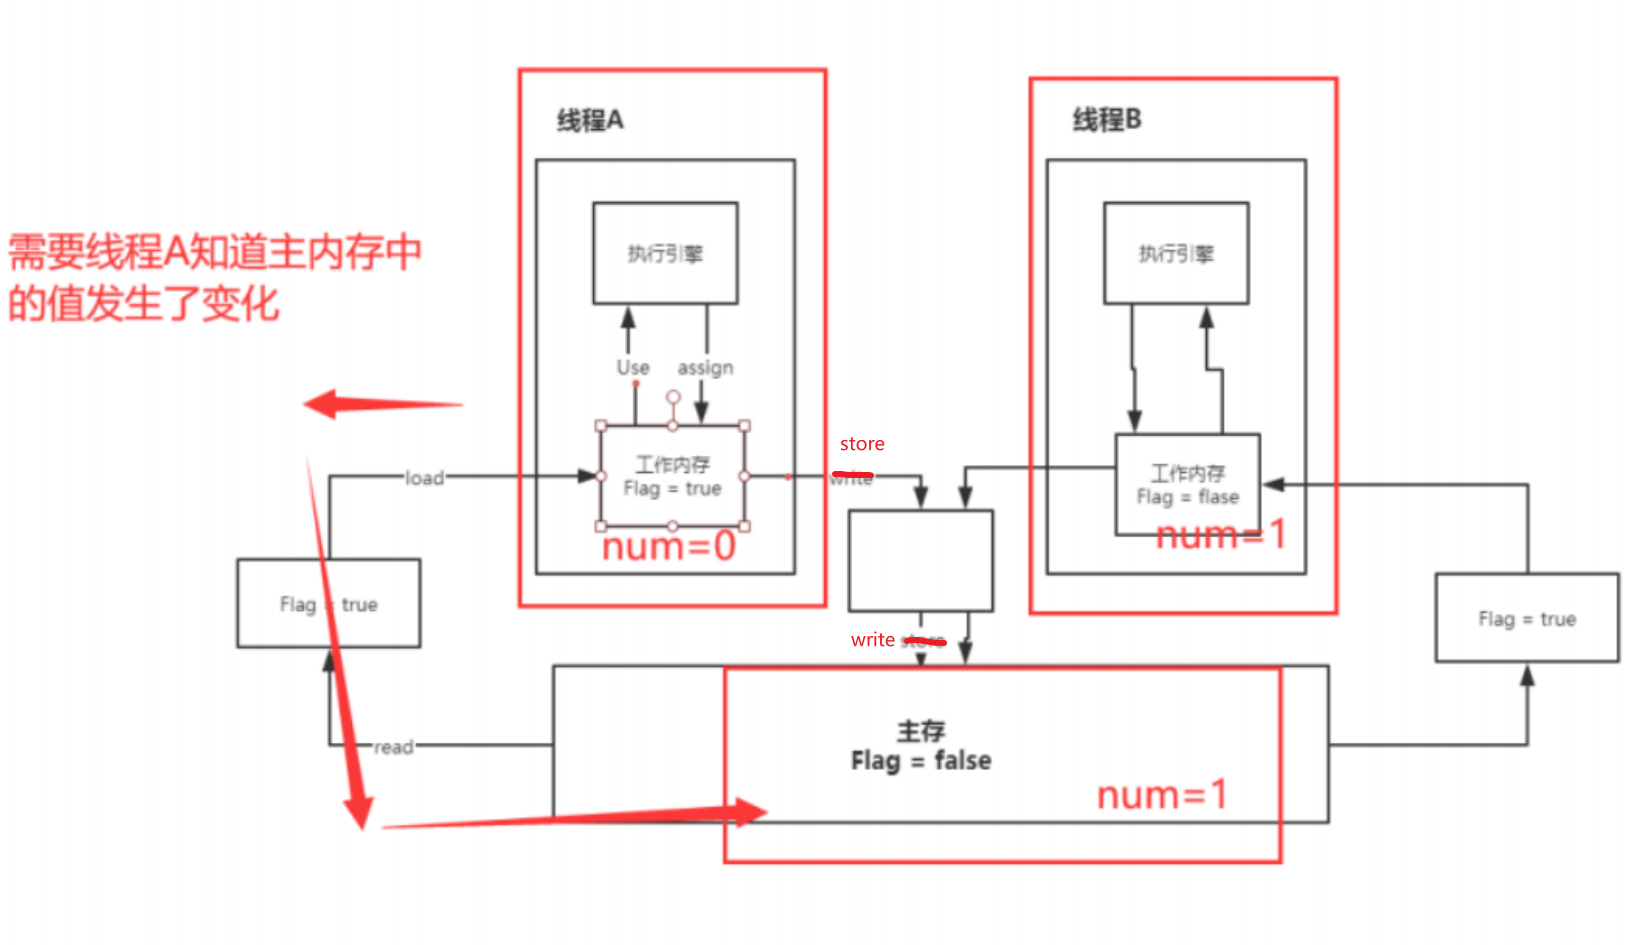 线程A
线程B
需要线程A知道主内存中
的值发生了变化
执行引擎
执行引擎
Use
assign
store
工作内存
Flag = true
load
write
工作内存
Flag = flase
num=0
num=1
Flag = true
Flag = true
write store
read
主存
Flag = false
num=1